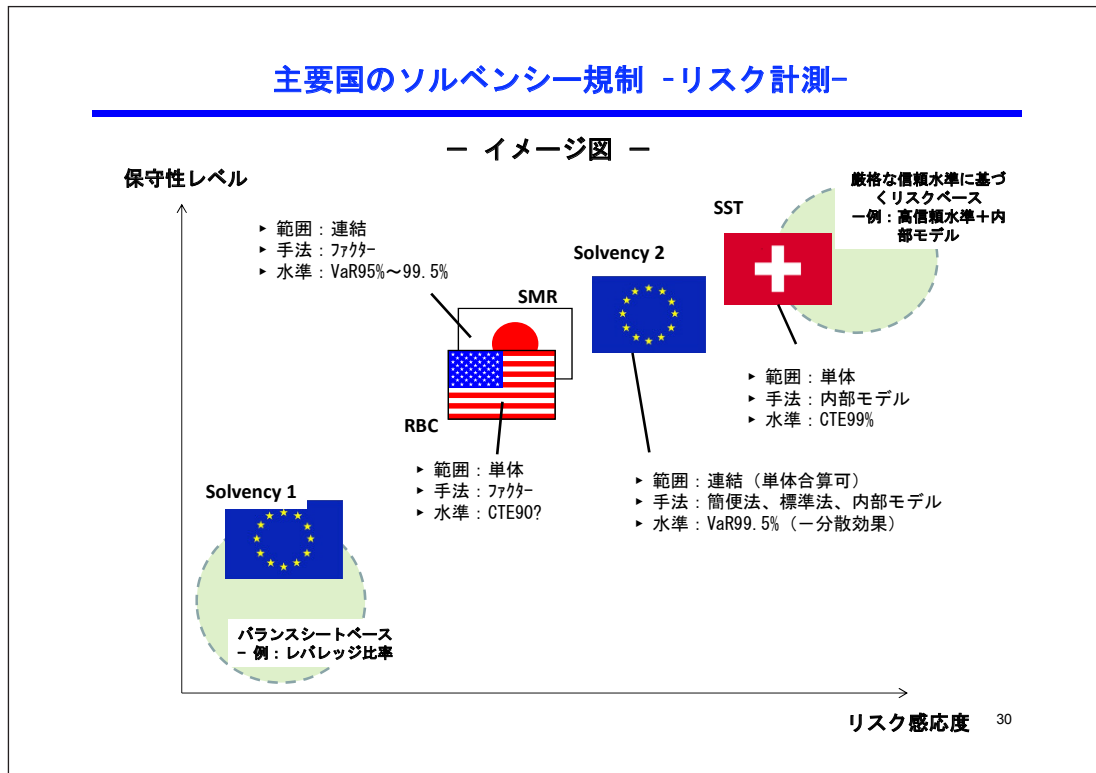 主要国のソルベンシー規制 -リスク計測-
― イメージ図 ―
保守性レベル
厳格な信頼水準に基づ
くリスクベース
－例：高信頼水準＋内
部モデル
SST
▶ 範囲：連結
▶ 手法：ﾌｧｸﾀｰ
▶ 水準：VaR95%～99.5%
Solvency 2
SMR
▶ 範囲：単体
▶ 手法：内部モデル
▶ 水準：CTE99%
RBC
▶ 範囲：単体
▶ 手法：ﾌｧｸﾀｰ
▶ 水準：CTE90?
▶ 範囲：連結（単体合算可）
▶ 手法：簡便法、標準法、内部モデル
▶ 水準：VaR99.5%（－分散効果）
Solvency 1
バランスシートベース
－ 例：レバレッジ比率
リスク感応度
30